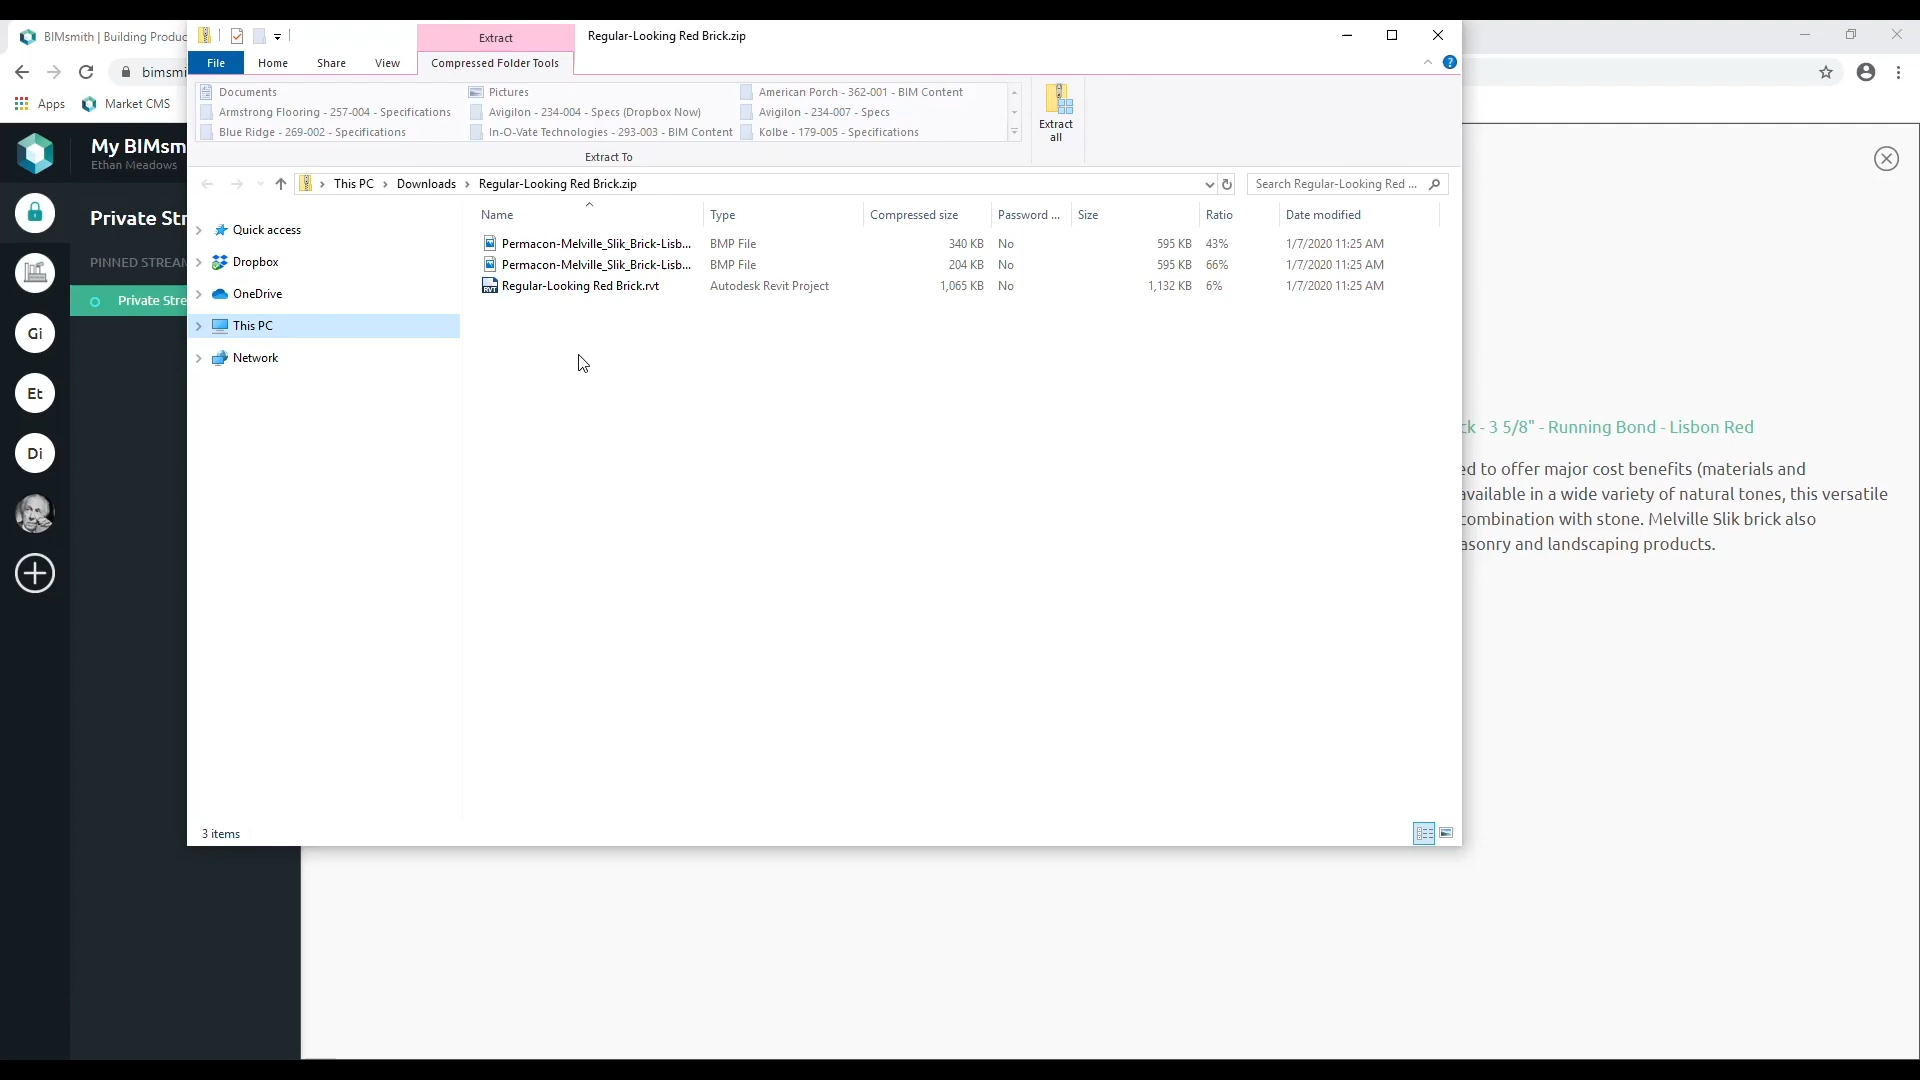 BIMsmith | Building Produc
Extract
Regular-Looking Red Brick.zip
File
Home
Share
View
Compressed Folder Tools
?
bimsmi
Apps
Market CMS
Documents
Pictures
American Porch - 362-001 - BIM Content
Armstrong Flooring - 257-004 - Specifications
Avigilon - 234-004 - Specs (Dropbox Now)
Avigilon - 234-007 - Specs
Blue Ridge - 269-002 - Specifications
In-O-Vate Technologies - 293-003 - BIM Content
Kolbe - 179-005 - Specifications
Extract
all
Extract To
My BIMsm
Ethan Meadows
This PC > Downloads > Regular-Looking Red Brick.zip
Search Regular-Looking Red ...
Private Str
PINNED STREAM
Private Stre
Gi
Et
Di
Quick access
Dropbox
OneDrive
This PC
Network
Name Type Compressed size Password ... Size Ratio Date modified
Permacon-Melville_Slik_Brick-Lisb... BMP File 340 KB No 595 KB 43% 1/7/2020 11:25 AM
Permacon-Melville_Slik_Brick-Lisb... BMP File 204 KB No 595 KB 66% 1/7/2020 11:25 AM
RVT Regular-Looking Red Brick.rvt Autodesk Revit Project 1,065 KB No 1,132 KB 6% 1/7/2020 11:25 AM
ck - 3 5/8" - Running Bond - Lisbon Red
ed to offer major cost benefits (materials and
available in a wide variety of natural tones, this versatile
combination with stone. Melville Slik brick also
asonry and landscaping products.
3 items